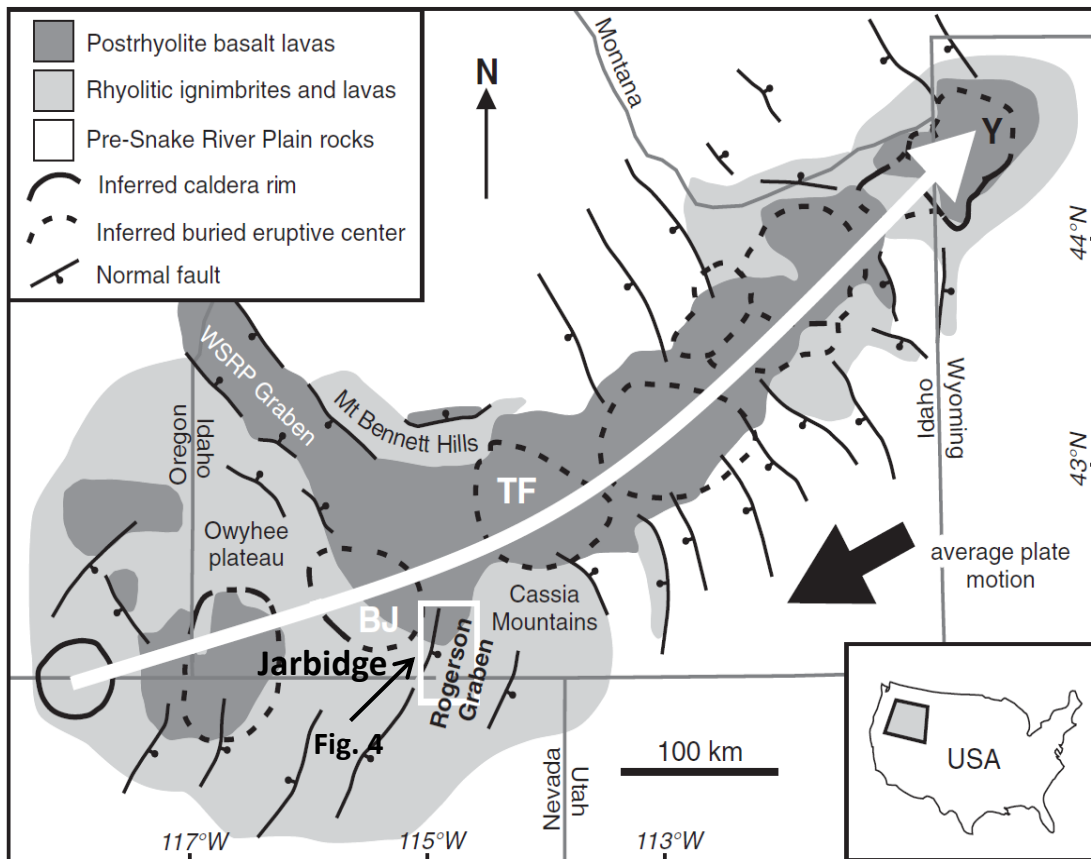 Postrhyolite basalt lavas
Rhyolitic ignimbrites and lavas
Pre-Snake River Plain rocks
Inferred caldera rim
Inferred buried eruptive center
Normal fault
N
Montana
Y
44°N
WSRP Graben
Mt Bennett Hills
Oregon
Idaho
Idaho
Wyoming
43°N
TF
Owyhee
plateau
average plate
motion
Cassia
Mountains
BJ
Jarbidge
Rogerson
Graben
Fig. 4
100 km
USA
Nevada
Utah
117°W
115°W
113°W